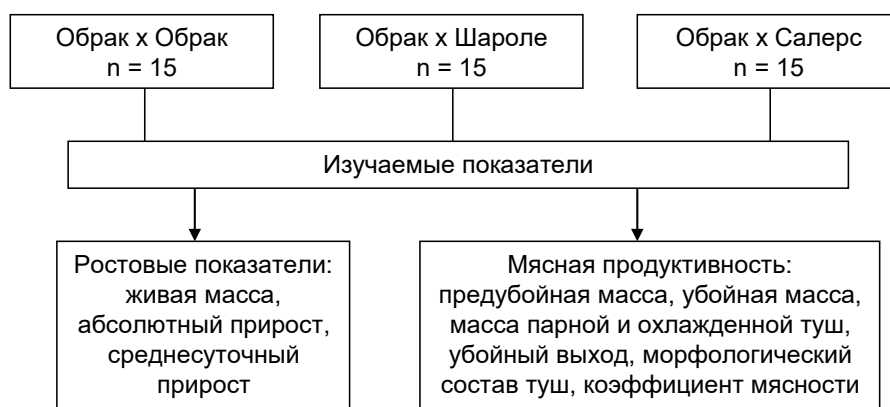 Обрак х Обрак
n = 15
Обрак х Шароле
n = 15
Обрак х Салерс
n = 15
Изучаемые показатели
Ростовые показатели:
живая масса,
абсолютный прирост,
среднесуточный
прирост
Мясная продуктивность:
предубойная масса, убойная масса,
масса парной и охлажденной туш,
убойный выход, морфологический
состав туш, коэффициент мясности